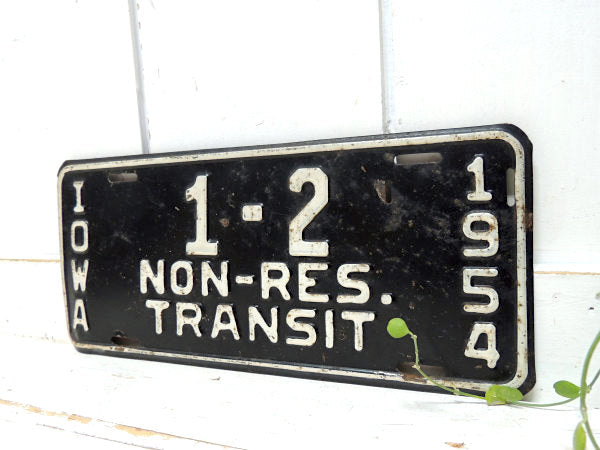 IOWA
1-2
NON-RES.
TRANSIT
1954